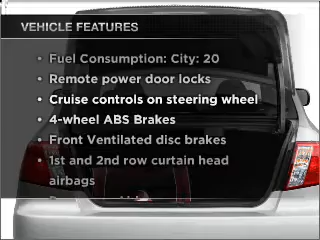 VEHICLE FEATURES
• Fuel Consumption: City: 20
• Remote power door locks
• Cruise controls on steering wheel
• 4-wheel ABS Brakes
• Front Ventilated disc brakes
• 1st and 2nd row curtain head
airbags